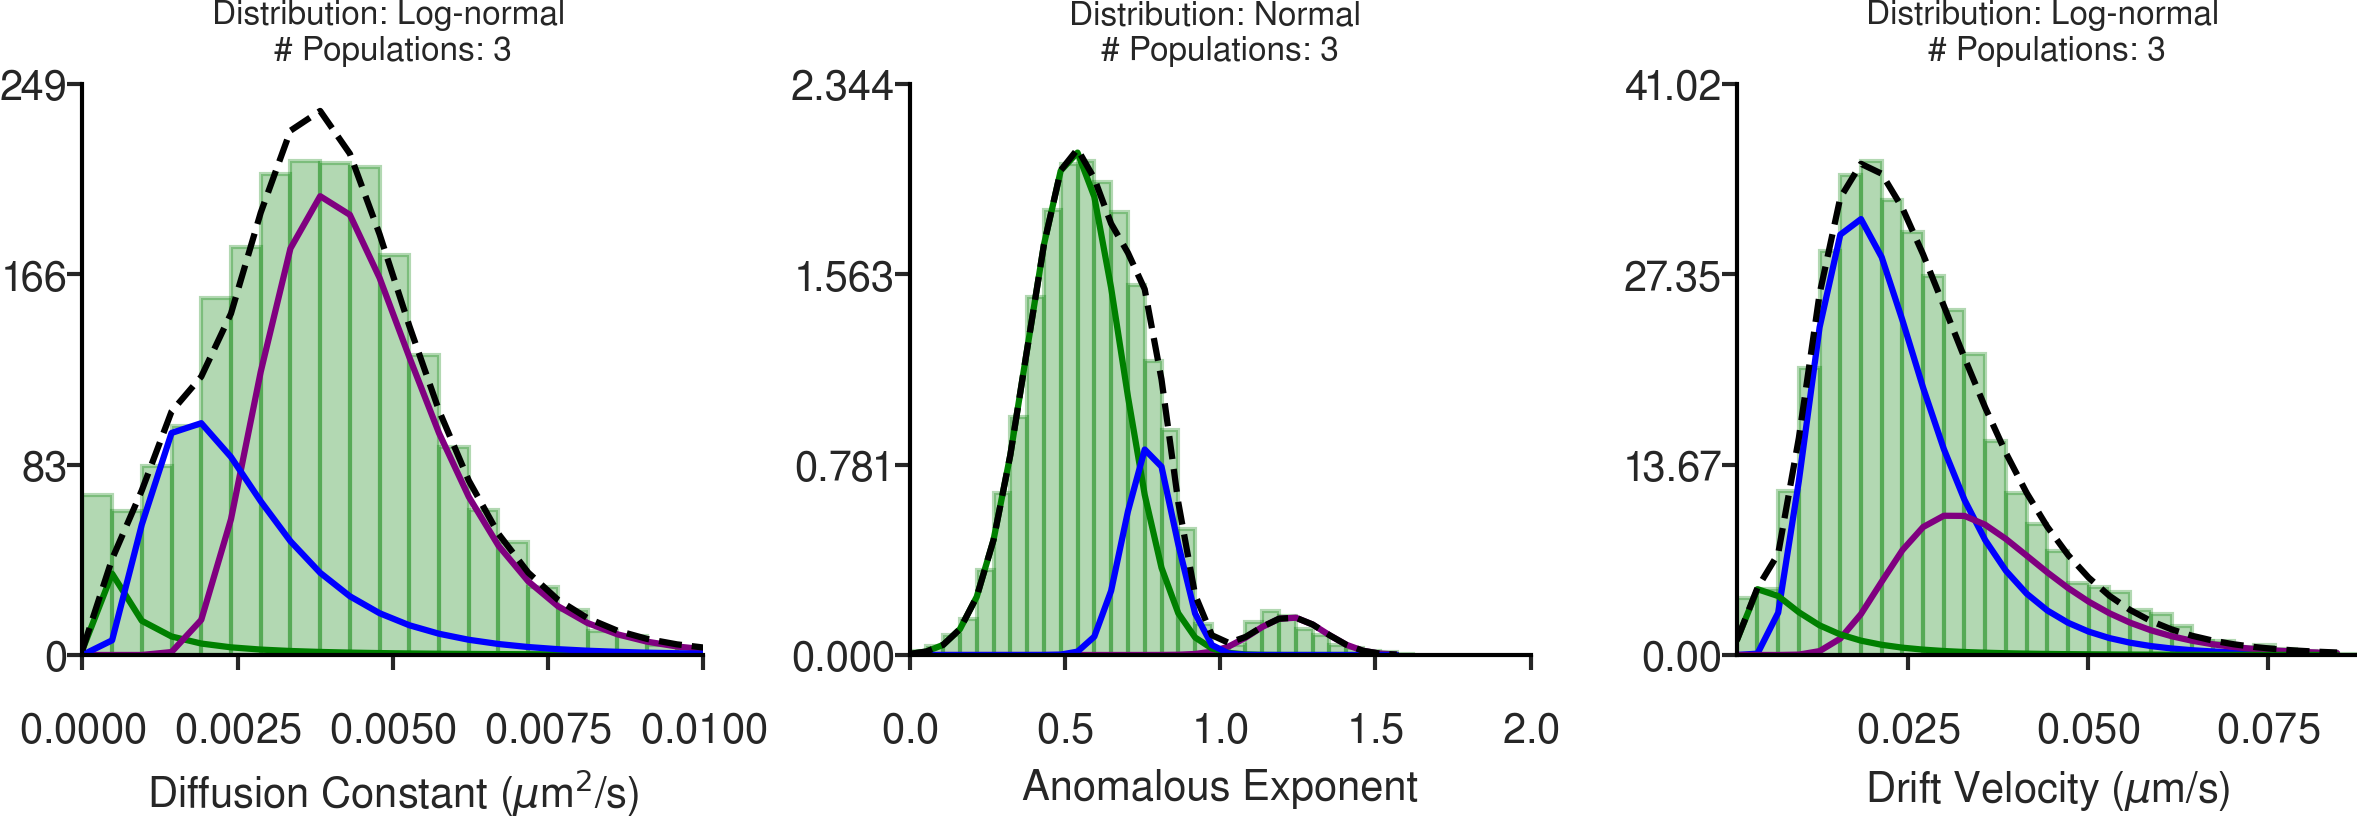 Distribution: Log-normal
# Populations: 3
249
166
83
0
0.0000 0.0025 0.0050 0.0075 0.0100
Diffusion Constant (μm²/s)
Distribution: Normal
# Populations: 3
2.344
1.563
0.781
0.000
0.0 0.5 1.0 1.5 2.0
Anomalous Exponent
Distribution: Log-normal
# Populations: 3
41.02
27.35
13.67
0.00
0.025 0.050 0.075
Drift Velocity (μm/s)